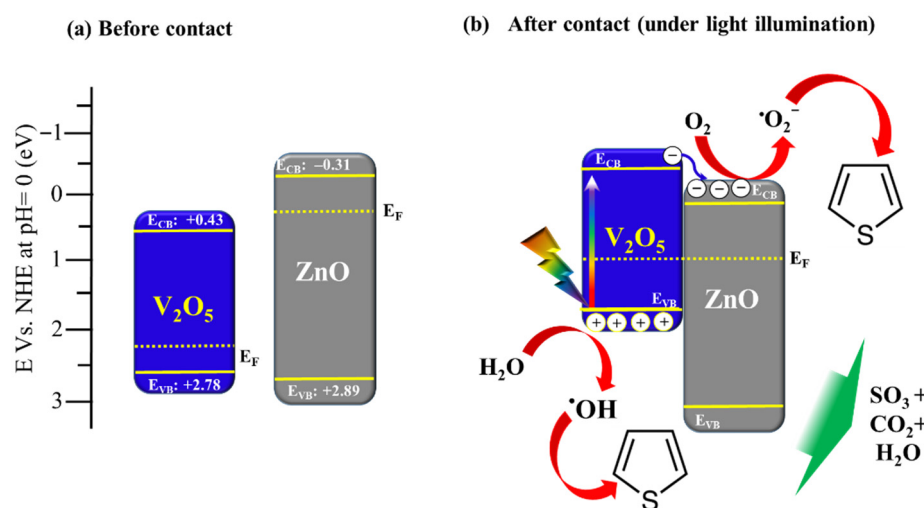 (a) Before contact
E Vs. NHE at pH= 0 (eV)
−1
0
1
2
3
E_CB: +0.43
V₂O₅
E_F
E_VB: +2.78
E_CB: −0.31
E_F
ZnO
E_VB: +2.89
(b) After contact (under light illumination)
E_CB
V₂O₅
E_VB
− − − −
+ + + +
E_CB
E_F
ZnO
E_VB
O₂
·O₂⁻
S
H₂O
·OH
S
SO₃ +
CO₂+
H₂O